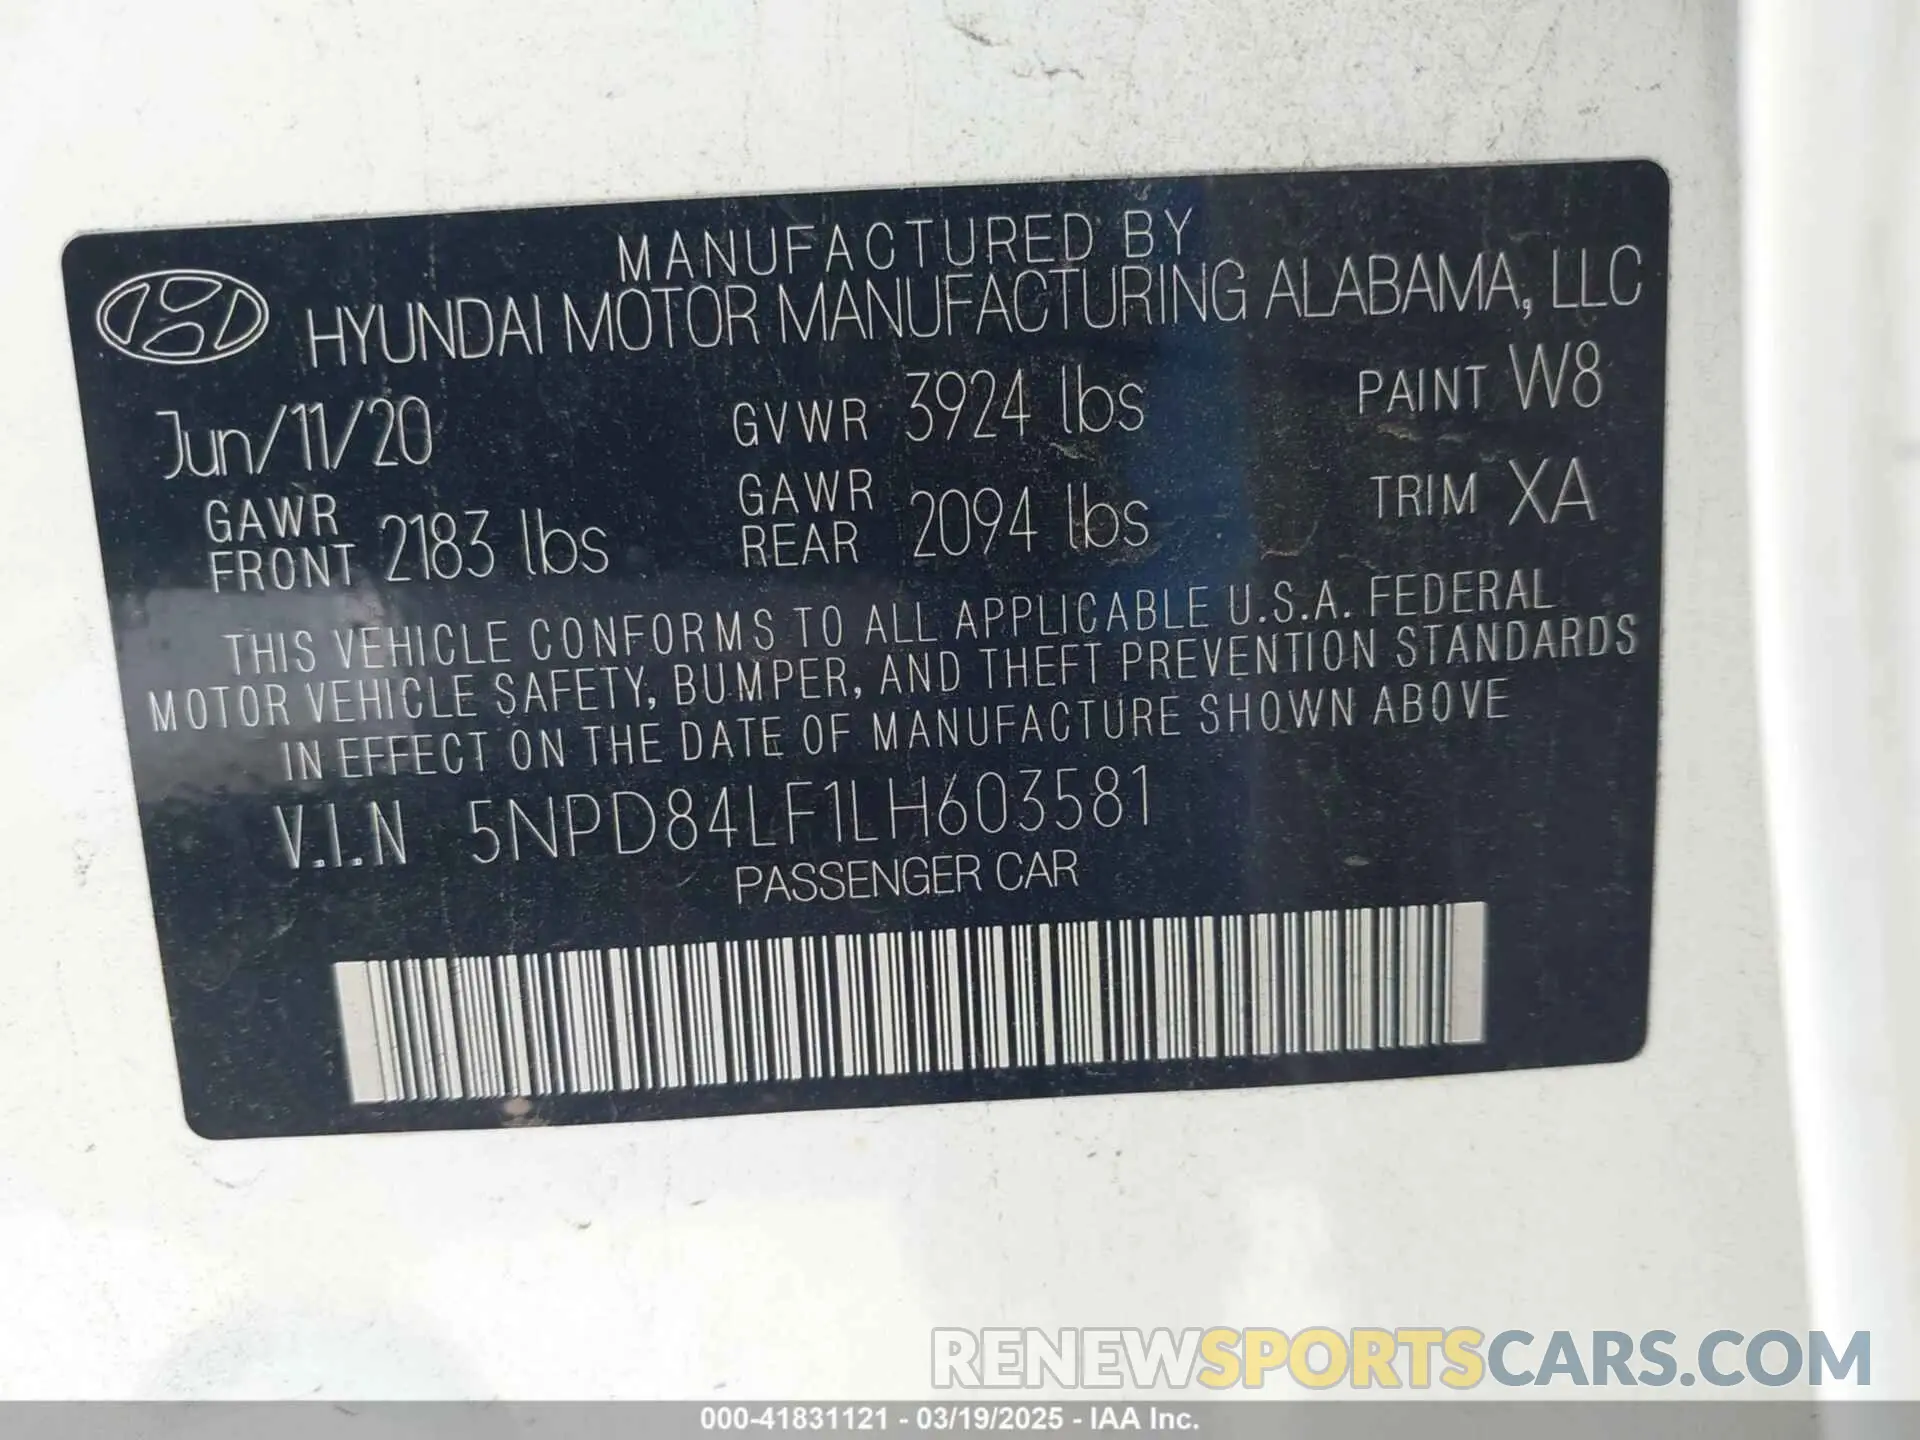 MANUFACTURED BY
HYUNDAI MOTOR MANUFACTURING ALABAMA, LLC
Jun/11/20 GVWR 3924 lbs PAINT W8
GAWR FRONT 2183 lbs GAWR REAR 2094 lbs TRIM XA
THIS VEHICLE CONFORMS TO ALL APPLICABLE U.S.A. FEDERAL
MOTOR VEHICLE SAFETY, BUMPER, AND THEFT PREVENTION STANDARDS
IN EFFECT ON THE DATE OF MANUFACTURE SHOWN ABOVE
V.I.N 5NPD84LF1LH603581
PASSENGER CAR
RENEWSPORTSCARS.COM
000-41831121 - 03/19/2025 - IAA Inc.